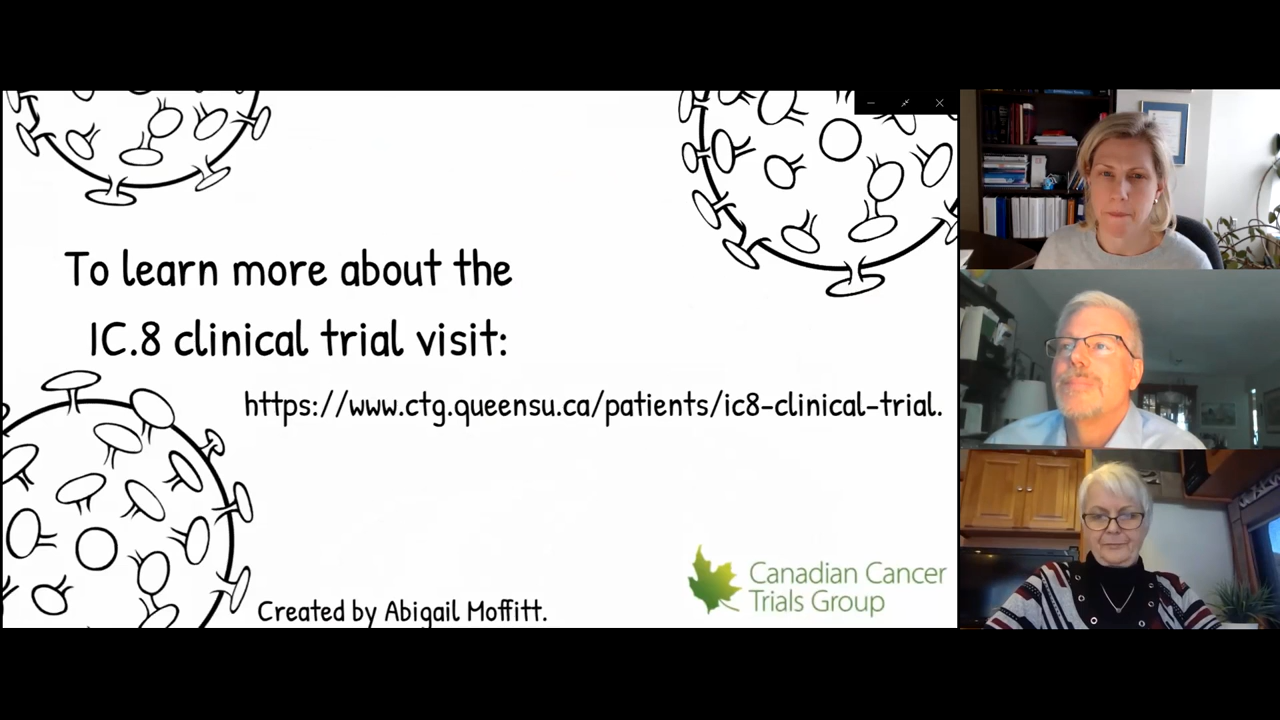 To learn more about the
IC.8 clinical trial visit:
https://www.ctg.queensu.ca/patients/ic8-clinical-trial.
Canadian Cancer
Trials Group
Created by Abigail Moffitt.